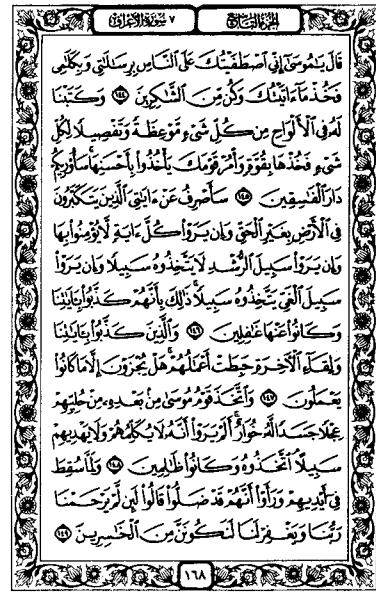 الجزء التاسع
٧ سورة الأعراف
قَالَ يَٰمُوسَىٰٓ إِنِّي ٱصۡطَفَيۡتُكَ عَلَى ٱلنَّاسِ بِرِسَٰلَٰتِي وَبِكَلَٰمِي
فَخُذۡ مَآ ءَاتَيۡتُكَ وَكُن مِّنَ ٱلشَّٰكِرِينَ ١٤٤ وَكَتَبۡنَا
لَهُۥ فِي ٱلۡأَلۡوَاحِ مِن كُلِّ شَيۡءٖ مَّوۡعِظَةٗ وَتَفۡصِيلٗا لِّكُلِّ
شَيۡءٖ فَخُذۡهَا بِقُوَّةٖ وَأۡمُرۡ قَوۡمَكَ يَأۡخُذُواْ بِأَحۡسَنِهَاۚ سَأُوْرِيكُمۡ
دَارَ ٱلۡفَٰسِقِينَ ١٤٥ سَأَصۡرِفُ عَنۡ ءَايَٰتِيَ ٱلَّذِينَ يَتَكَبَّرُونَ
فِي ٱلۡأَرۡضِ بِغَيۡرِ ٱلۡحَقِّ وَإِن يَرَوۡاْ كُلَّ ءَايَةٖ لَّا يُؤۡمِنُواْ بِهَا
وَإِن يَرَوۡاْ سَبِيلَ ٱلرُّشۡدِ لَا يَتَّخِذُوهُ سَبِيلٗا وَإِن يَرَوۡاْ
سَبِيلَ ٱلۡغَيِّ يَتَّخِذُوهُ سَبِيلٗاۚ ذَٰلِكَ بِأَنَّهُمۡ كَذَّبُواْ بِـَٔايَٰتِنَا
وَكَانُواْ عَنۡهَا غَٰفِلِينَ ١٤٦ وَٱلَّذِينَ كَذَّبُواْ بِـَٔايَٰتِنَا
وَلِقَآءِ ٱلۡأٓخِرَةِ حَبِطَتۡ أَعۡمَٰلُهُمۡۚ هَلۡ يُجۡزَوۡنَ إِلَّا مَا كَانُواْ
يَعۡمَلُونَ ١٤٧ وَٱتَّخَذَ قَوۡمُ مُوسَىٰ مِنۢ بَعۡدِهِۦ مِنۡ حُلِيِّهِمۡ
عِجۡلٗا جَسَدٗا لَّهُۥ خُوَارٌۚ أَلَمۡ يَرَوۡاْ أَنَّهُۥ لَا يُكَلِّمُهُمۡ وَلَا يَهۡدِيهِمۡ
سَبِيلًاۘ ٱتَّخَذُوهُ وَكَانُواْ ظَٰلِمِينَ ١٤٨ وَلَمَّا سُقِطَ
فِيٓ أَيۡدِيهِمۡ وَرَأَوۡاْ أَنَّهُمۡ قَدۡ ضَلُّواْ قَالُواْ لَئِن لَّمۡ يَرۡحَمۡنَا
رَبُّنَا وَيَغۡفِرۡ لَنَا لَنَكُونَنَّ مِنَ ٱلۡخَٰسِرِينَ ١٤٩
١٦٨